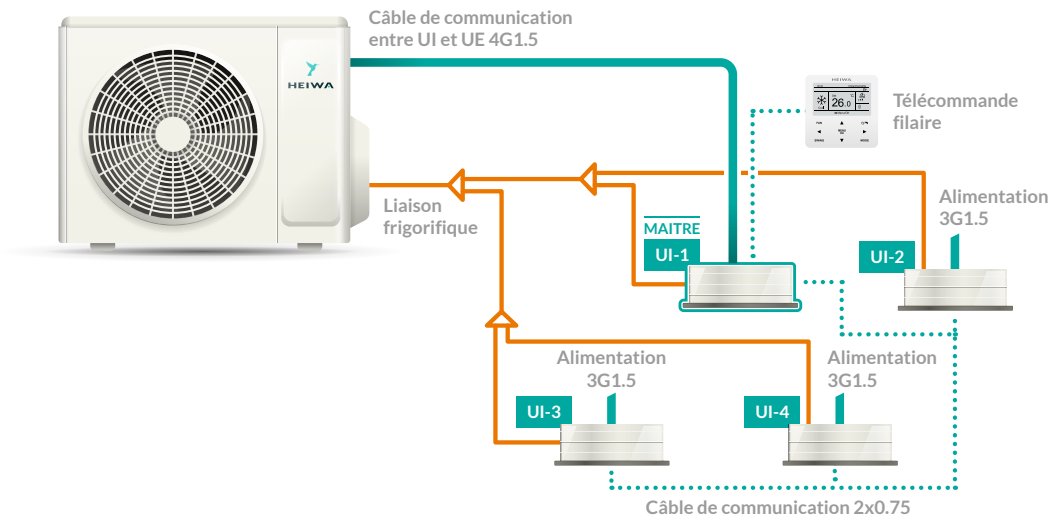 Câble de communication
entre UI et UE 4G1.5
HEIWA
HEIWA
26.0
Télécommande
filaire
Liaison
frigorifique
Alimentation
3G1.5
MAITRE
UI-1
UI-2
Alimentation
3G1.5
Alimentation
3G1.5
UI-3
UI-4
Câble de communication 2x0.75